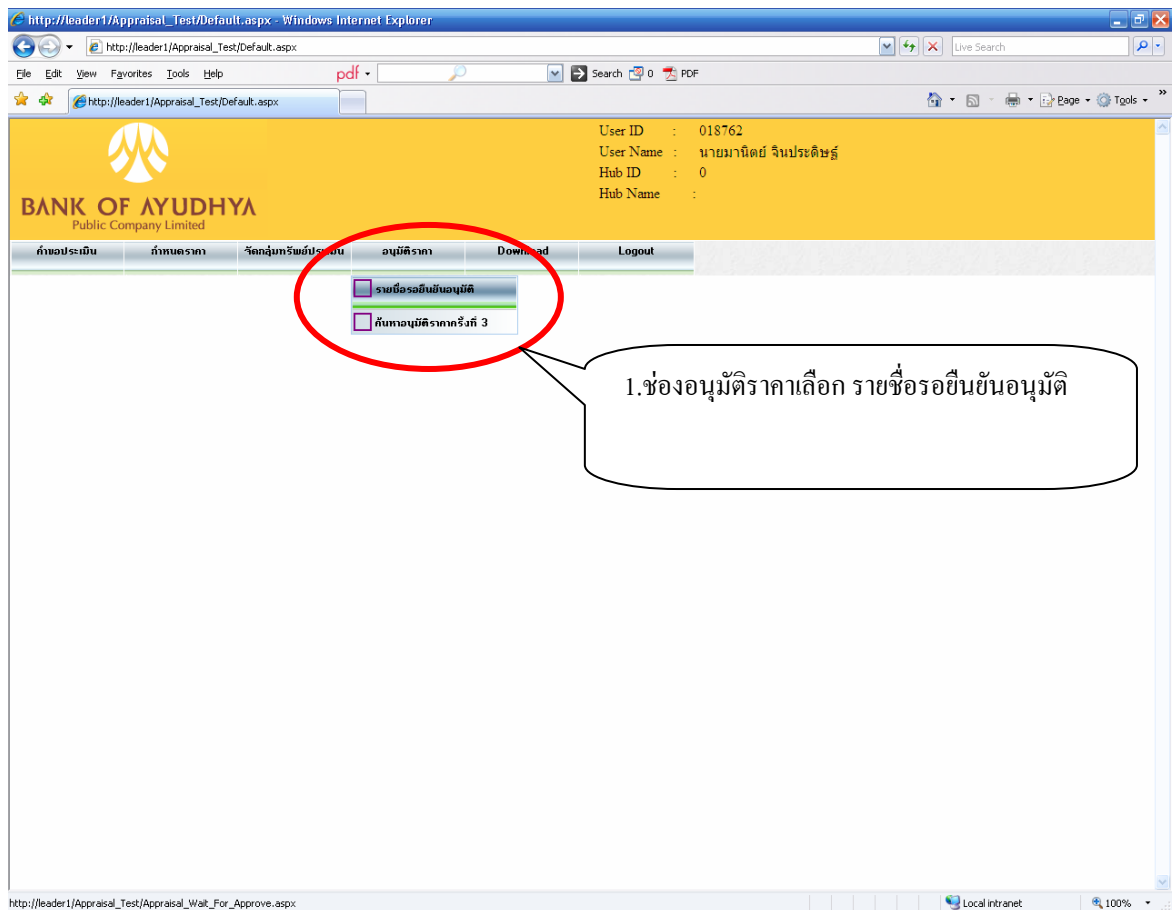 http://leader1/Appraisal_Test/Default.aspx - Windows Internet Explorer
http://leader1/Appraisal_Test/Default.aspx
Live Search
File Edit View Favorites Tools Help
pdf
Search 0 PDF
http://leader1/Appraisal_Test/Default.aspx
Page Tools
BANK OF AYUDHYA
Public Company Limited
User ID : 018762
User Name : นายมานิตย์ จินประดิษฐ์
Hub ID : 0
Hub Name :
คำขอประเมิน กำหนดราคา จัดกลุ่มทรัพย์ประเมิน อนุมัติราคา Download Logout
รายชื่อรอยืนยันอนุมัติ
ค้นหาอนุมัติราคาครั้งที่ 3
1.ช่องอนุมัติราคาเลือก รายชื่อรอยืนยันอนุมัติ
http://leader1/Appraisal_Test/Appraisal_Wait_For_Approve.aspx
Local intranet
100%